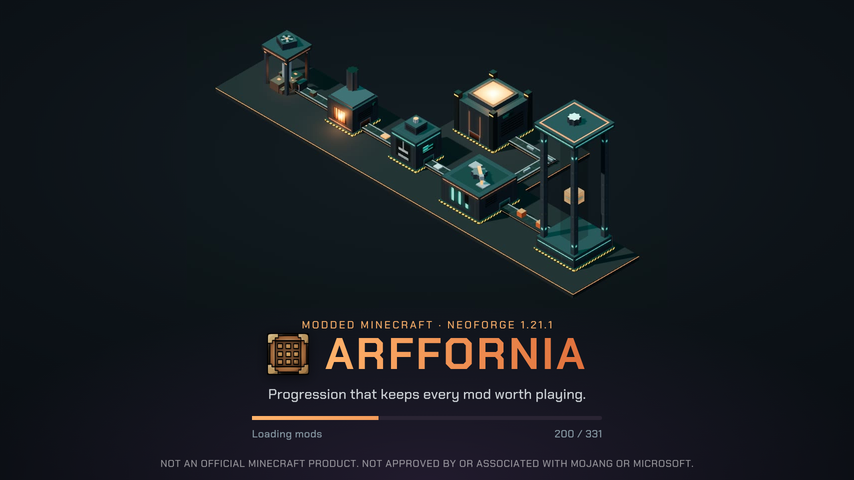 MODDED MINECRAFT · NEOFORGE 1.21.1
ARFFORNIA
Progression that keeps every mod worth playing.
Loading mods 200 / 331
NOT AN OFFICIAL MINECRAFT PRODUCT. NOT APPROVED BY OR ASSOCIATED WITH MOJANG OR MICROSOFT.